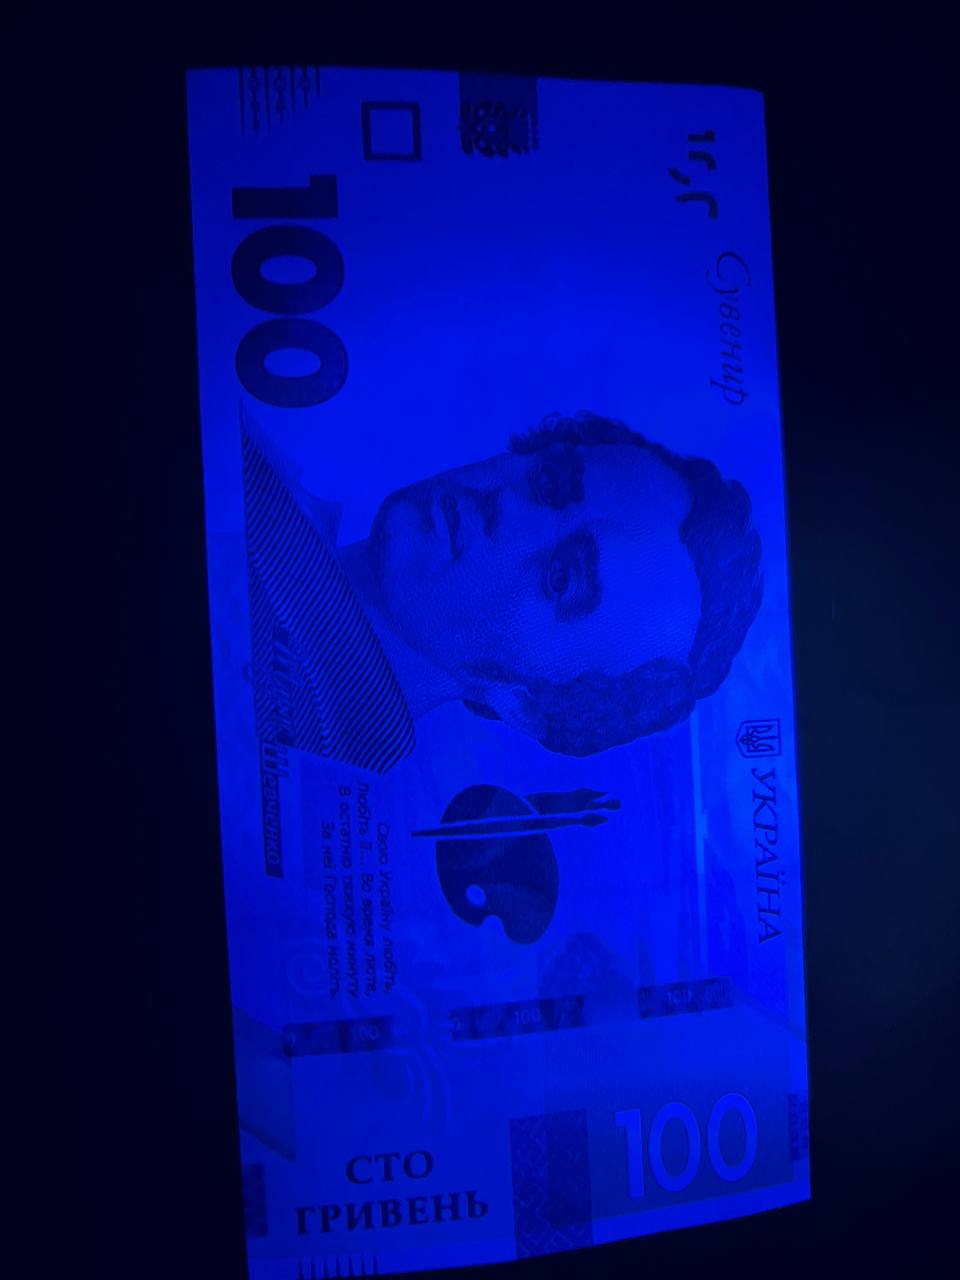 Сувенир
УКРАЇНА
100
Свою Україну любіть,
Любіть її... Во время люте,
В остатню тяжкую минуту
За неї Господа моліть.
Шевченко
100
100
100
100
СТО
ГРИВЕНЬ